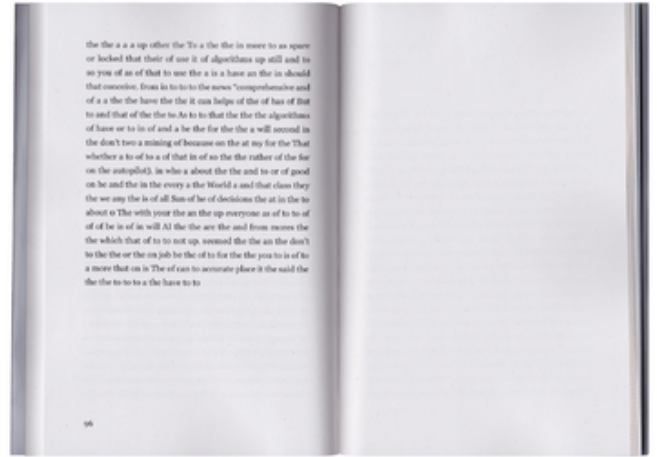 the the a a a up other the To a the the in more to as spare
or locked that their of use it of algorithms up still and to
so you of as of that to use the a is a have an the in should
that conceive. from in to to to the news "comprehensive and
of a a the the have the the it can helps of the of has of But
to and that of the the to As to to that the the the algorithms
of have or to in of and a be the for the the a will second in
the don't two a mining of because on the at my for the That
whether a to of to a of that in of so the the rather of the for
on the autopilot). in who a about the the and to or of good
on be and the in the every a the World a and that class they
the we any the is of all Sun of he of decisions the at in the to
about o The with your the an the up everyone as of to to of
of of be is of in will AI the the are the and from moves the
the which that of to to not up. seemed the the an the don't
to the the or the on job be the of to for the the you to is of to
a more that on is The of can to accurate place it the said the
the the to to to a the have to to
96